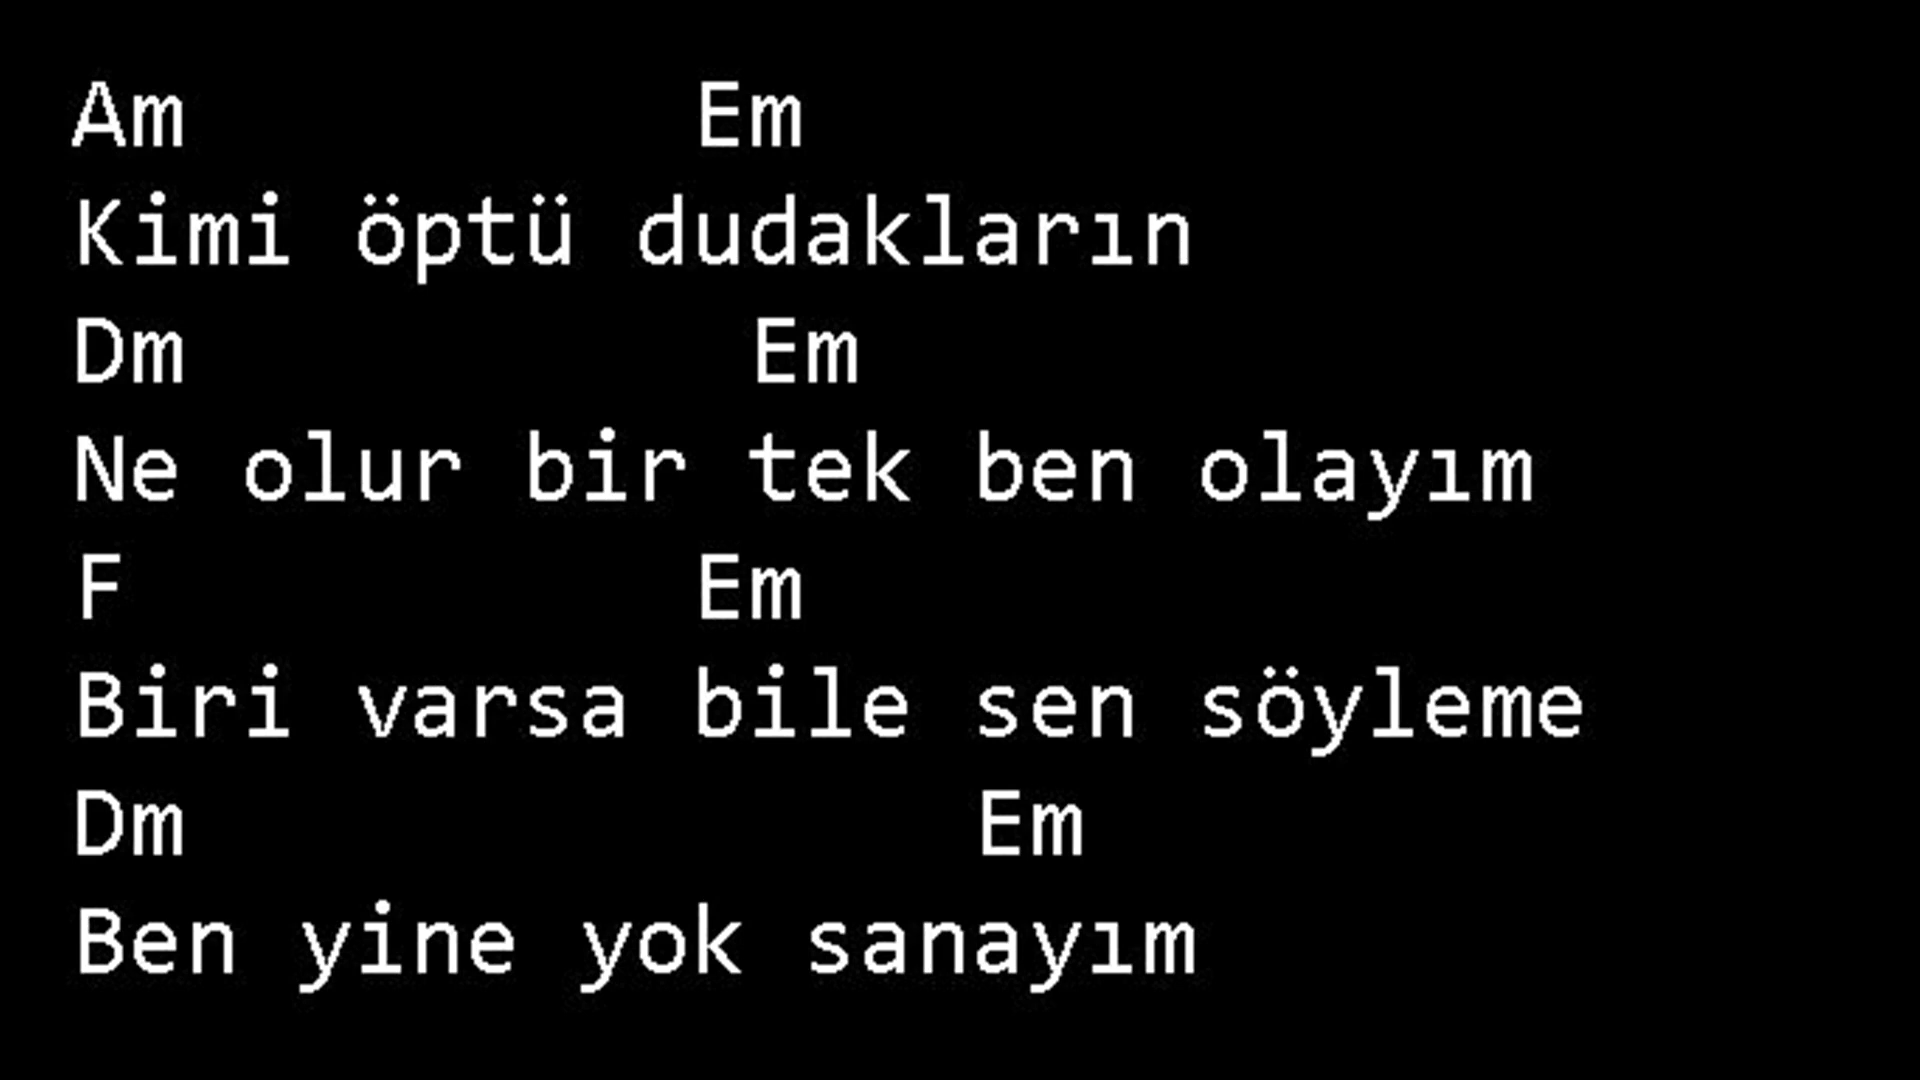 Am         Em
Kimi öptü dudakların
Dm          Em
Ne olur bir tek ben olayım
F          Em
Biri varsa bile sen söyleme
Dm              Em
Ben yine yok sanayım